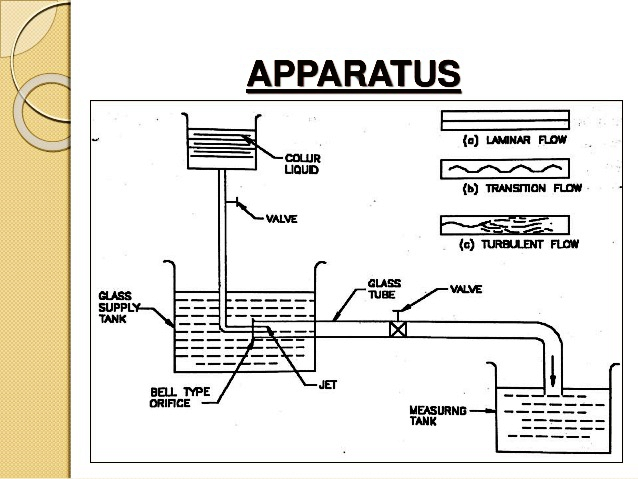 APPARATUS
COLUR
LIQUID
VALVE
(a) LAMINAR FLOW
(b) TRANSITION FLOW
(c) TURBULENT FLOW
GLASS
SUPPLY
TANK
GLASS
TUBE
VALVE
BELL TYPE
ORIFICE
JET
MEASURNG
TANK